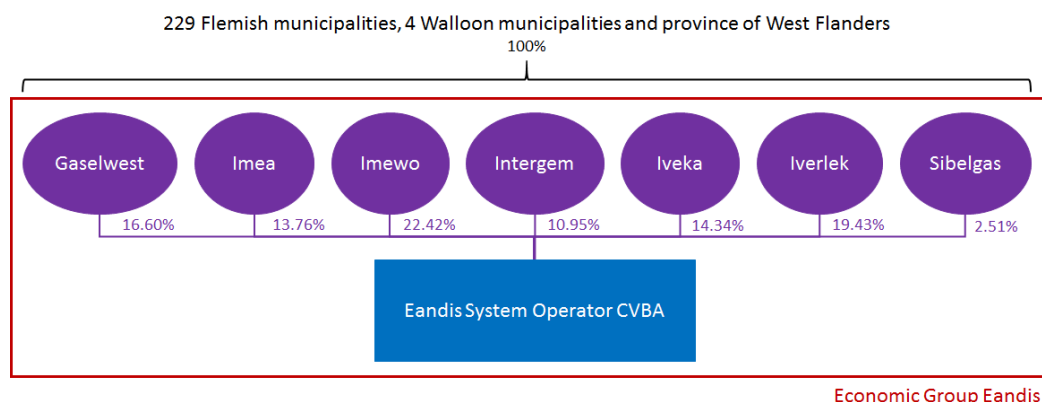 229 Flemish municipalities, 4 Walloon municipalities and province of West Flanders
100%
Gaselwest Imea Imewo Intergem Iveka Iverlek Sibelgas
16.60% 13.76% 22.42% 10.95% 14.34% 19.43% 2.51%
Eandis System Operator CVBA
Economic Group Eandis